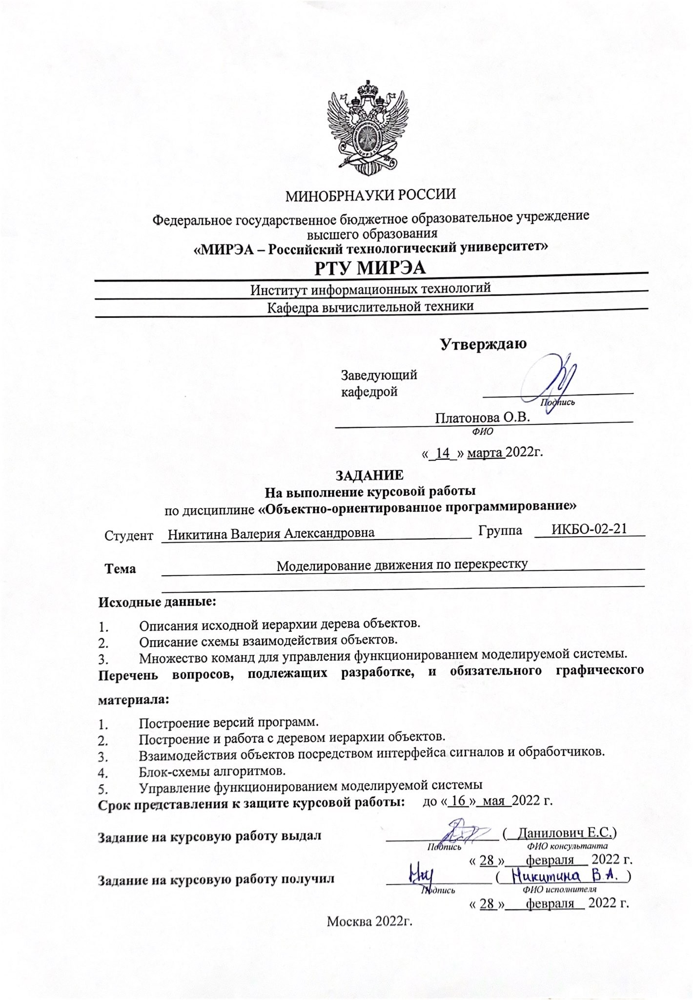 МИНОБРНАУКИ РОССИИ
Федеральное государственное бюджетное образовательное учреждение
высшего образования
«МИРЭА – Российский технологический университет»
РТУ МИРЭА
Институт информационных технологий
Кафедра вычислительной техники
Утверждаю
Заведующий
кафедрой
Подпись
Платонова О.В.
ФИО
«_14_» марта 2022г.
ЗАДАНИЕ
На выполнение курсовой работы
по дисциплине «Объектно-ориентированное программирование»
Студент Никитина Валерия Александровна Группа ИКБО-02-21
Тема Моделирование движения по перекрестку
Исходные данные:
1. Описания исходной иерархии дерева объектов.
2. Описание схемы взаимодействия объектов.
3. Множество команд для управления функционированием моделируемой системы.
Перечень вопросов, подлежащих разработке, и обязательного графического
материала:
1. Построение версий программ.
2. Построение и работа с деревом иерархии объектов.
3. Взаимодействия объектов посредством интерфейса сигналов и обработчиков.
4. Блок-схемы алгоритмов.
5. Управление функционированием моделируемой системы
Срок представления к защите курсовой работы: до « 16 » мая 2022 г.
Задание на курсовую работу выдал ( Данилович Е.С.)
Подпись ФИО консультанта
« 28 » февраля 2022 г.
Задание на курсовую работу получил ( Никитина В.А. )
Подпись ФИО исполнителя
« 28 » февраля 2022 г.
Москва 2022г.